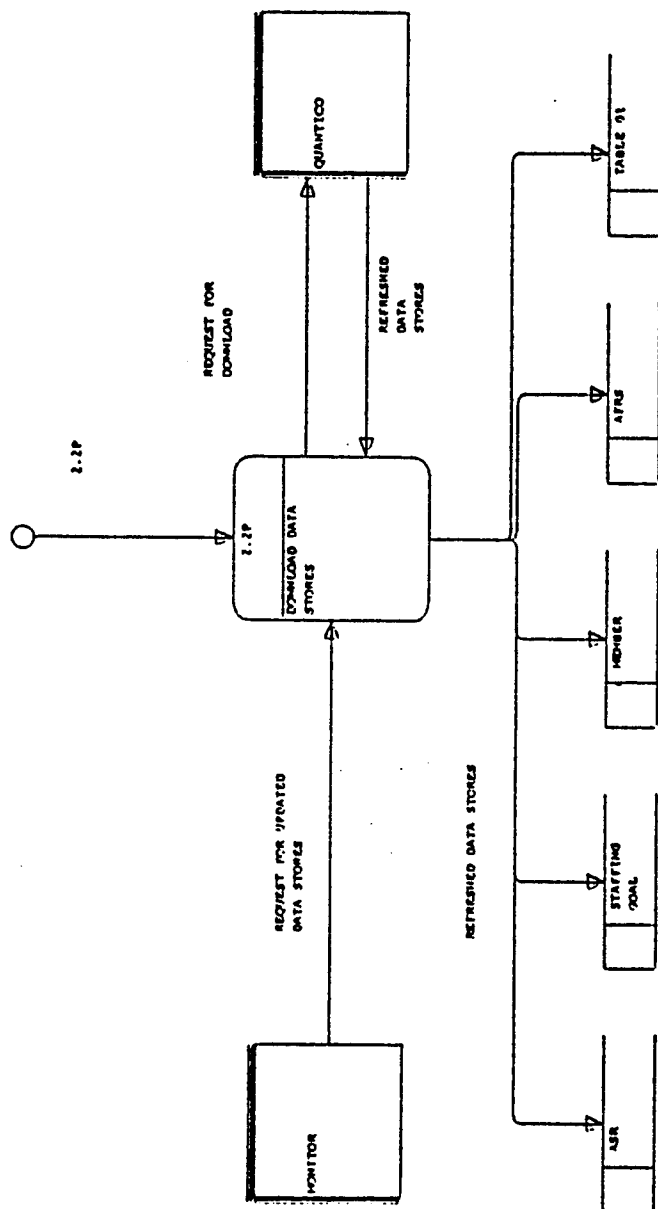 2.2P
MONITOR
REQUEST FOR UPDATED
DATA STORES
2.2P
DOWNLOAD DATA
STORES
REQUEST FOR
DOWNLOAD
QUANTICO
REFRESHED
DATA
STORES
REFRESHED DATA STORES
ASR
STAFFING
GOAL
MEMBER
AFRS
TABLE 01